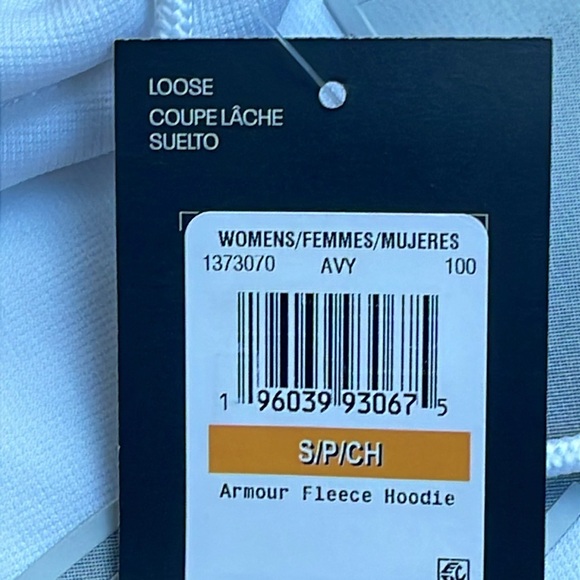 LOOSE
COUPE LÂCHE
SUELTO
WOMENS/FEMMES/MUJERES
1373070 AVY 100
1 96039 93067 5
S/P/CH
Armour Fleece Hoodie